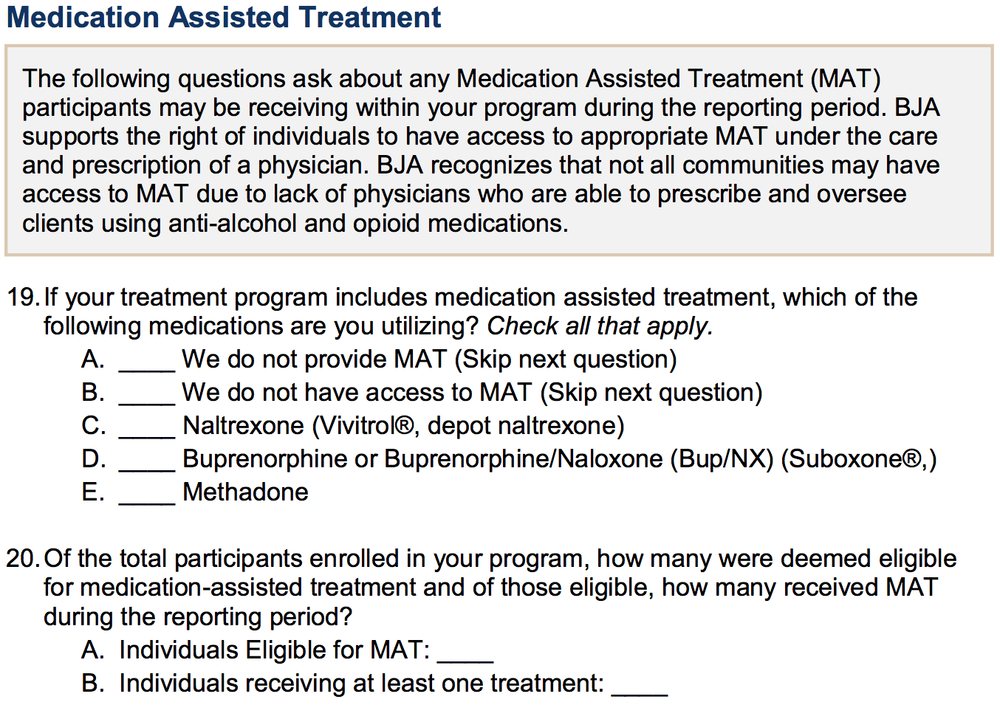 Medication Assisted Treatment
The following questions ask about any Medication Assisted Treatment (MAT)
participants may be receiving within your program during the reporting period. BJA
supports the right of individuals to have access to appropriate MAT under the care
and prescription of a physician. BJA recognizes that not all communities may have
access to MAT due to lack of physicians who are able to prescribe and oversee
clients using anti-alcohol and opioid medications.
19. If your treatment program includes medication assisted treatment, which of the
following medications are you utilizing? Check all that apply.
A. ____ We do not provide MAT (Skip next question)
B. ____ We do not have access to MAT (Skip next question)
C. ____ Naltrexone (Vivitrol®, depot naltrexone)
D. ____ Buprenorphine or Buprenorphine/Naloxone (Bup/NX) (Suboxone®,)
E. ____ Methadone
20. Of the total participants enrolled in your program, how many were deemed eligible
for medication-assisted treatment and of those eligible, how many received MAT
during the reporting period?
A. Individuals Eligible for MAT: ____
B. Individuals receiving at least one treatment: ____